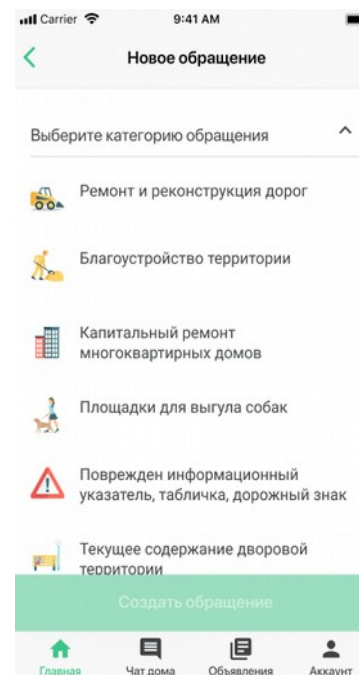 Carrier 9:41 AM
Новое обращение
Выберите категорию обращения
Ремонт и реконструкция дорог
Благоустройство территории
Капитальный ремонт
многоквартирных домов
Площадки для выгула собак
Поврежден информационный
указатель, табличка, дорожный знак
Текущее содержание дворовой
территории
Создать обращение
Главная Чат дома Объявления Аккаунт